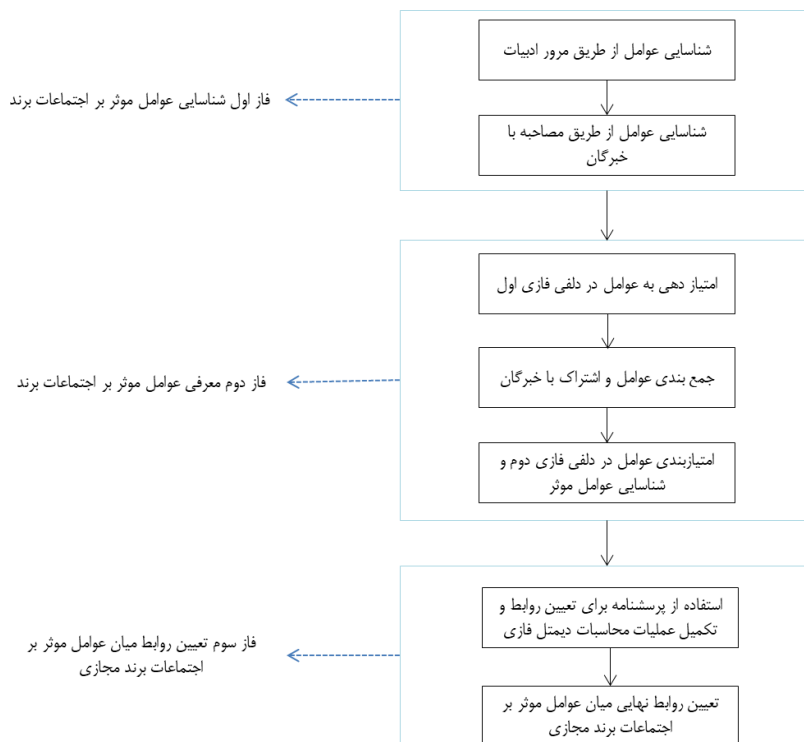 شناسایی عوامل از طریق مرور ادبیات
شناسایی عوامل از طریق مصاحبه با
خبرگان
فاز اول شناسایی عوامل موثر بر اجتماعات برند
امتیاز دهی به عوامل در دلفی فازی اول
جمع بندی عوامل و اشتراک با خبرگان
امتیازبندی عوامل در دلفی فازی دوم و
شناسایی عوامل موثر
فاز دوم معرفی عوامل موثر بر اجتماعات برند
استفاده از پرسشنامه برای تعیین روابط و
تکمیل عملیات محاسبات دیمتل فازی
تعیین روابط نهایی میان عوامل موثر بر
اجتماعات برند مجازی
فاز سوم تعیین روابط میان عوامل موثر بر
اجتماعات برند مجازی